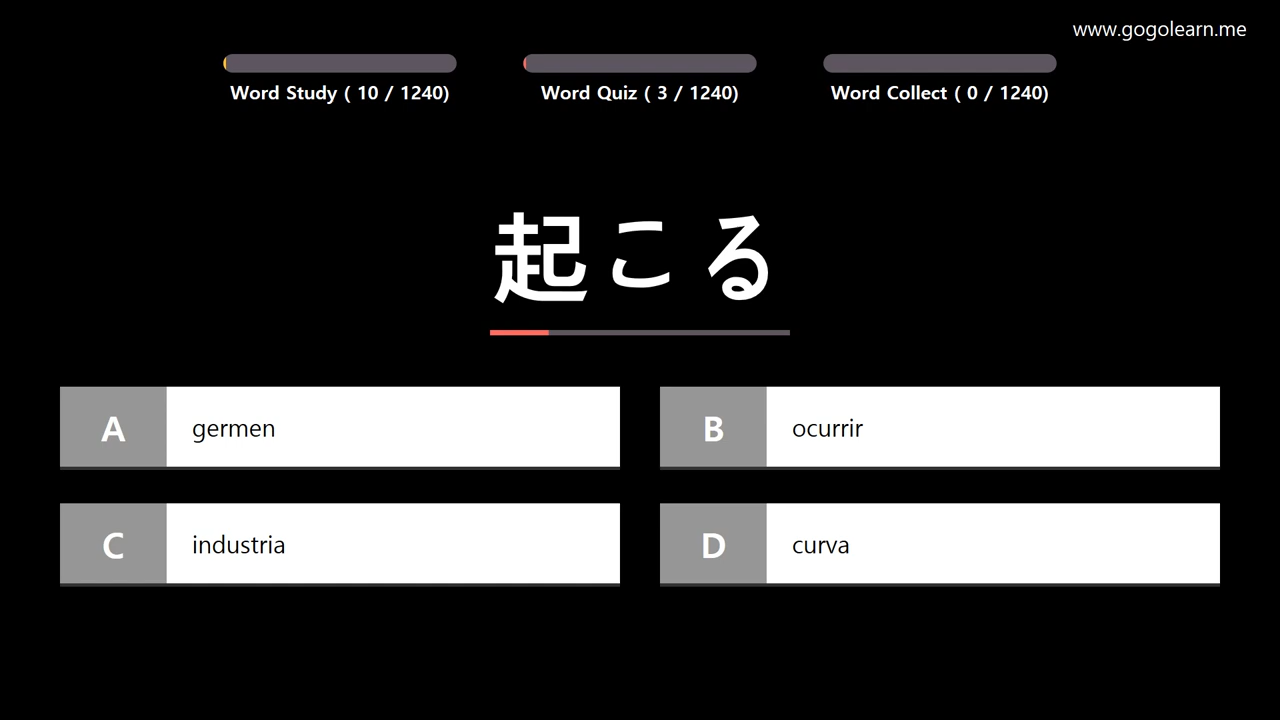 www.gogolearn.me
Word Study ( 10 / 1240)
Word Quiz ( 3 / 1240)
Word Collect ( 0 / 1240)
起こる
A germen
B ocurrir
C industria
D curva